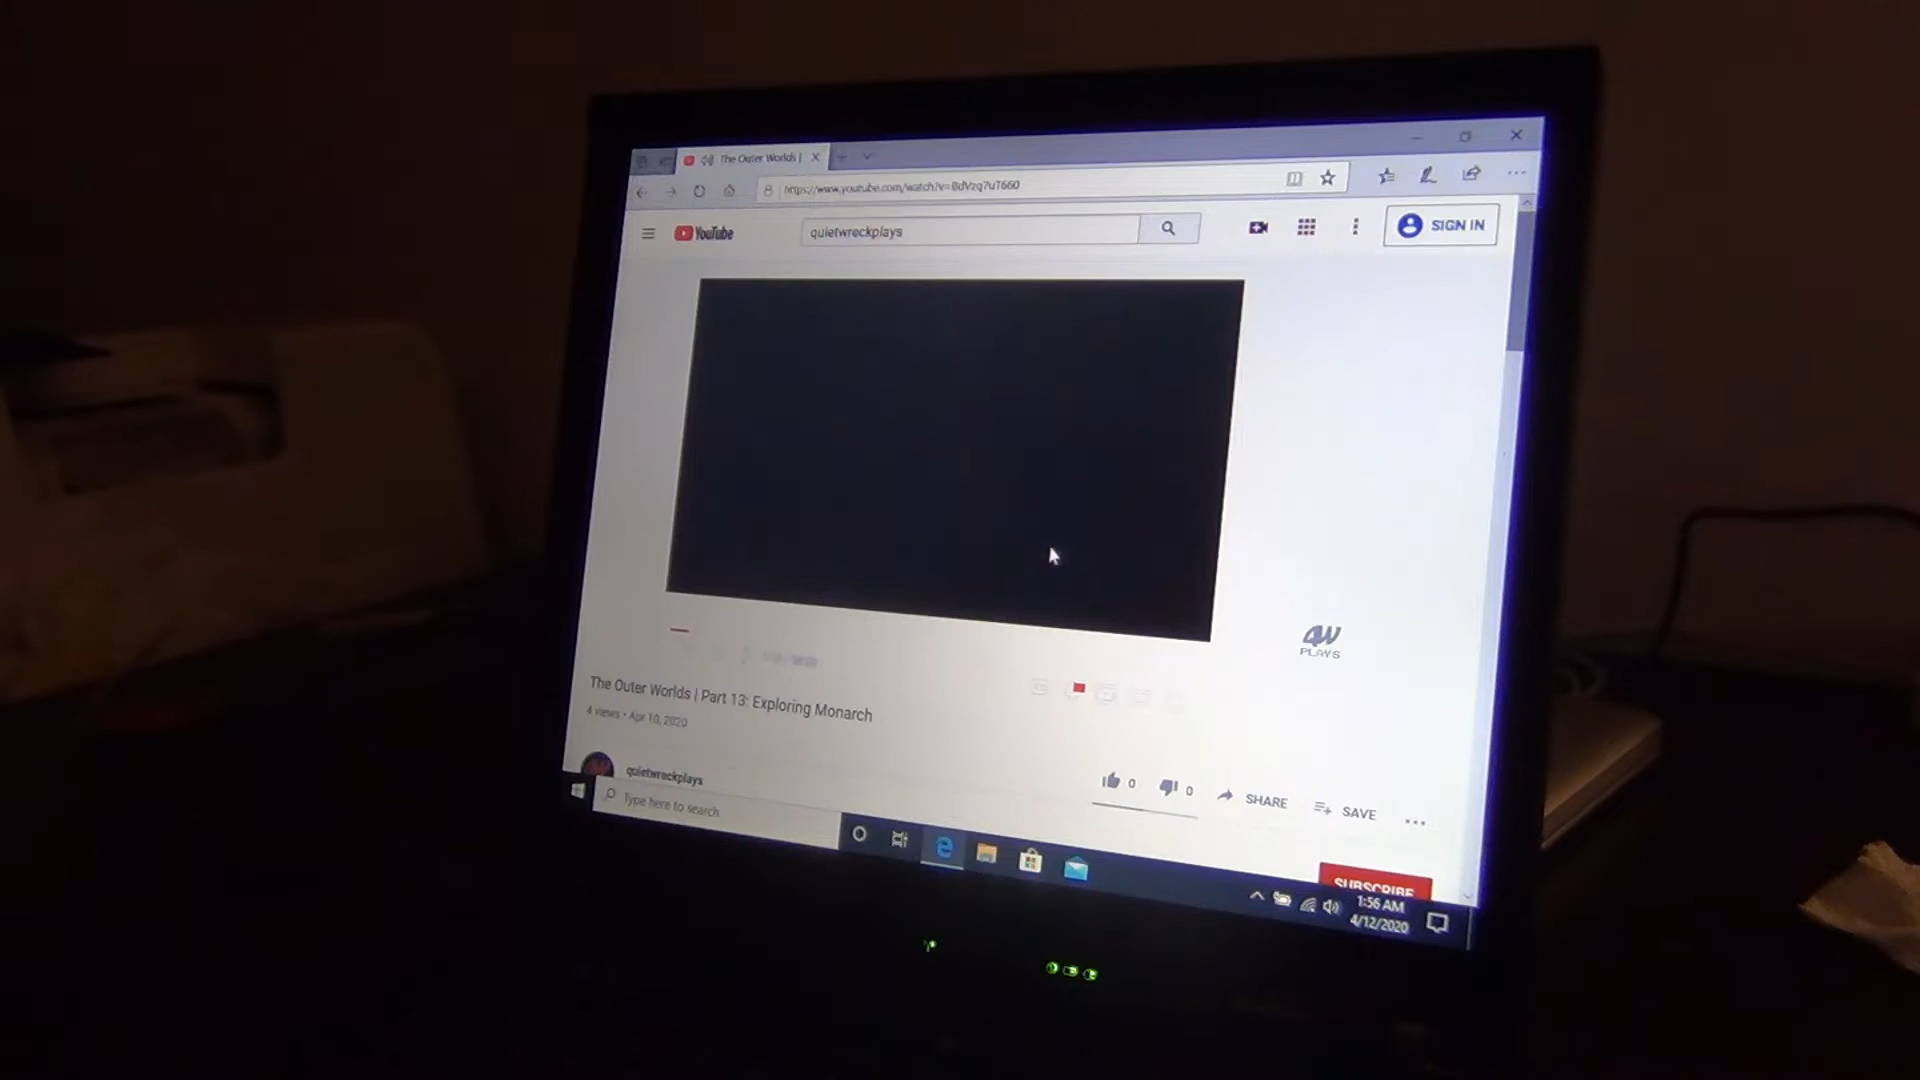 The Outer Worlds |
https://www.youtube.com/watch?v=8dVzq7uT660
YouTube
quietwreckplays
SIGN IN
PLAYS
The Outer Worlds | Part 13: Exploring Monarch
4 views • Apr 10, 2020
quietwreckplays
0
0
SHARE
SAVE
SUBSCRIBE
Type here to search
1:56 AM
4/12/2020